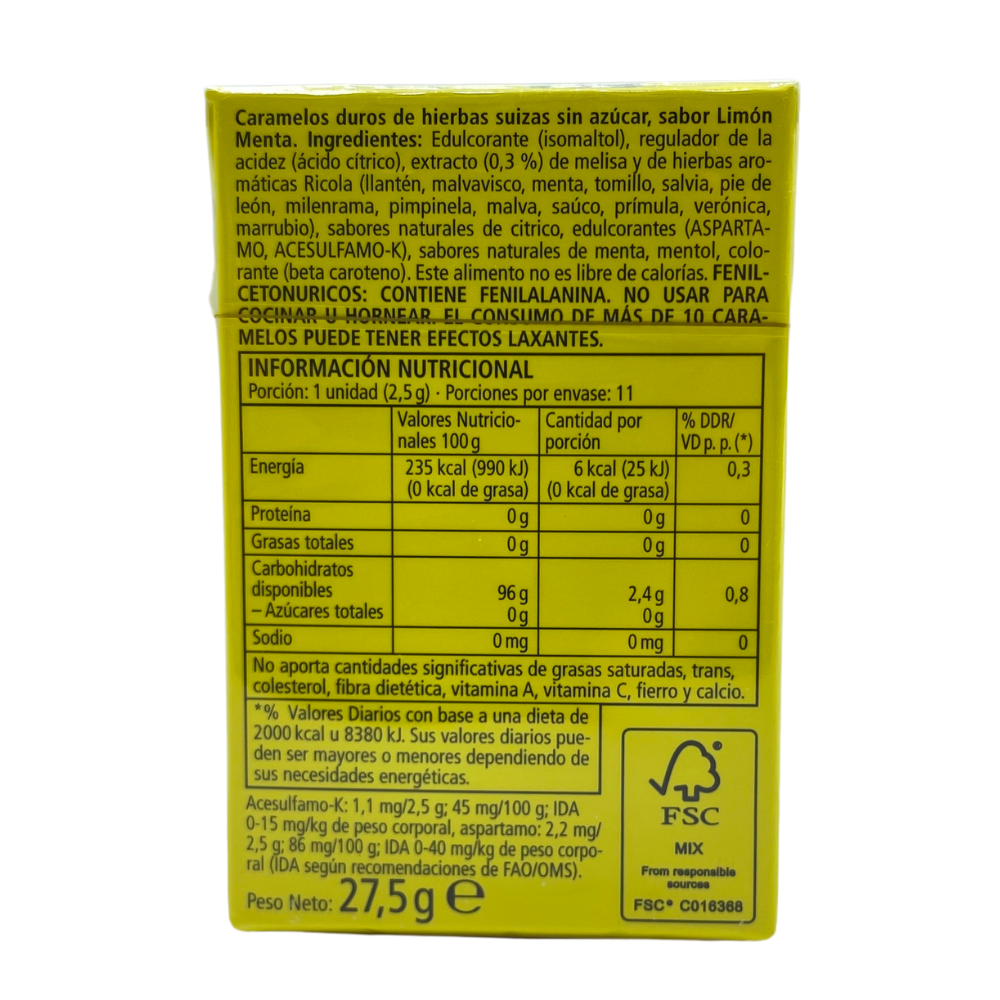 Caramelos duros de hierbas suizas sin azúcar, sabor Limón
Menta. Ingredientes: Edulcorante (isomaltol), regulador de la
acidez (ácido cítrico), extracto (0,3 %) de melisa y de hierbas aro-
máticas Ricola (llantén, malvavisco, menta, tomillo, salvia, pie de
león, milenrama, pimpinela, malva, saúco, prímula, verónica,
marrubio), sabores naturales de citrico, edulcorantes (ASPARTA-
MO, ACESULFAMO-K), sabores naturales de menta, mentol, colo-
rante (beta caroteno). Este alimento no es libre de calorías. FENIL-
CETONURICOS: CONTIENE FENILALANINA. NO USAR PARA
COCINAR U HORNEAR. EL CONSUMO DE MÁS DE 10 CARA-
MELOS PUEDE TENER EFECTOS LAXANTES.
INFORMACIÓN NUTRICIONAL
Porción: 1 unidad (2,5 g) · Porciones por envase: 11
Valores Nutricio- Cantidad por % DDR/
nales 100 g porción VD p. p. (*)
Energía 235 kcal (990 kJ) 6 kcal (25 kJ) 0,3
(0 kcal de grasa) (0 kcal de grasa)
Proteína 0 g 0 g 0
Grasas totales 0 g 0 g 0
Carbohidratos
disponibles 96 g 2,4 g 0,8
– Azúcares totales 0 g 0 g
Sodio 0 mg 0 mg 0
No aporta cantidades significativas de grasas saturadas, trans,
colesterol, fibra dietética, vitamina A, vitamina C, fierro y calcio.
*% Valores Diarios con base a una dieta de
2000 kcal u 8380 kJ. Sus valores diarios pue-
den ser mayores o menores dependiendo de
sus necesidades energéticas.
Acesulfamo-K: 1,1 mg/2,5 g; 45 mg/100 g; IDA
0-15 mg/kg de peso corporal, aspartamo: 2,2 mg/
2,5 g; 86 mg/100 g; IDA 0-40 mg/kg de peso corpo-
ral (IDA según recomendaciones de FAO/OMS).
Peso Neto: 27,5 g ℮
FSC
MIX
From responsible
sources
FSC® C016368